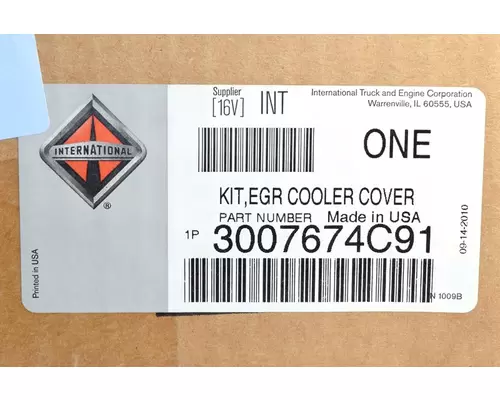 Supplier
[16V] INT
International Truck and Engine Corporation
Warrenville, IL 60555, USA
ONE
INTERNATIONAL
®
KIT,EGR COOLER COVER
PART NUMBER Made in USA
1P 3007674C91
09-14-2010
Printed in USA
N 1009B